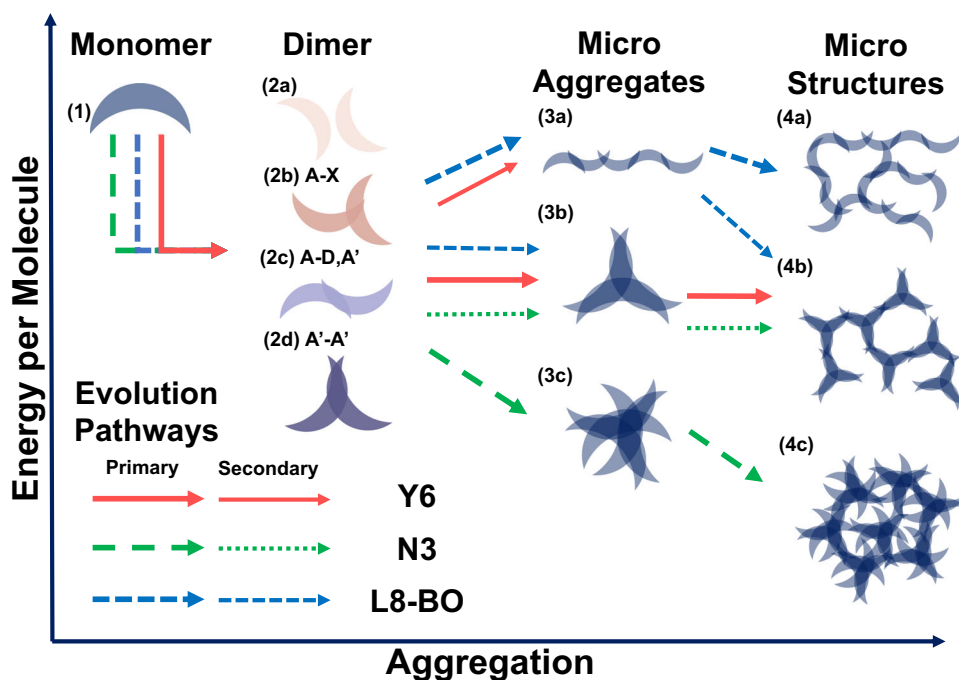 Monomer
Dimer
Micro
Aggregates
Micro
Structures
(1)
(2a)
(2b) A-X
(2c) A-D,A’
(2d) A’-A’
(3a)
(3b)
(3c)
(4a)
(4b)
(4c)
Evolution
Pathways
Primary
Secondary
Y6
N3
L8-BO
Energy per Molecule
Aggregation